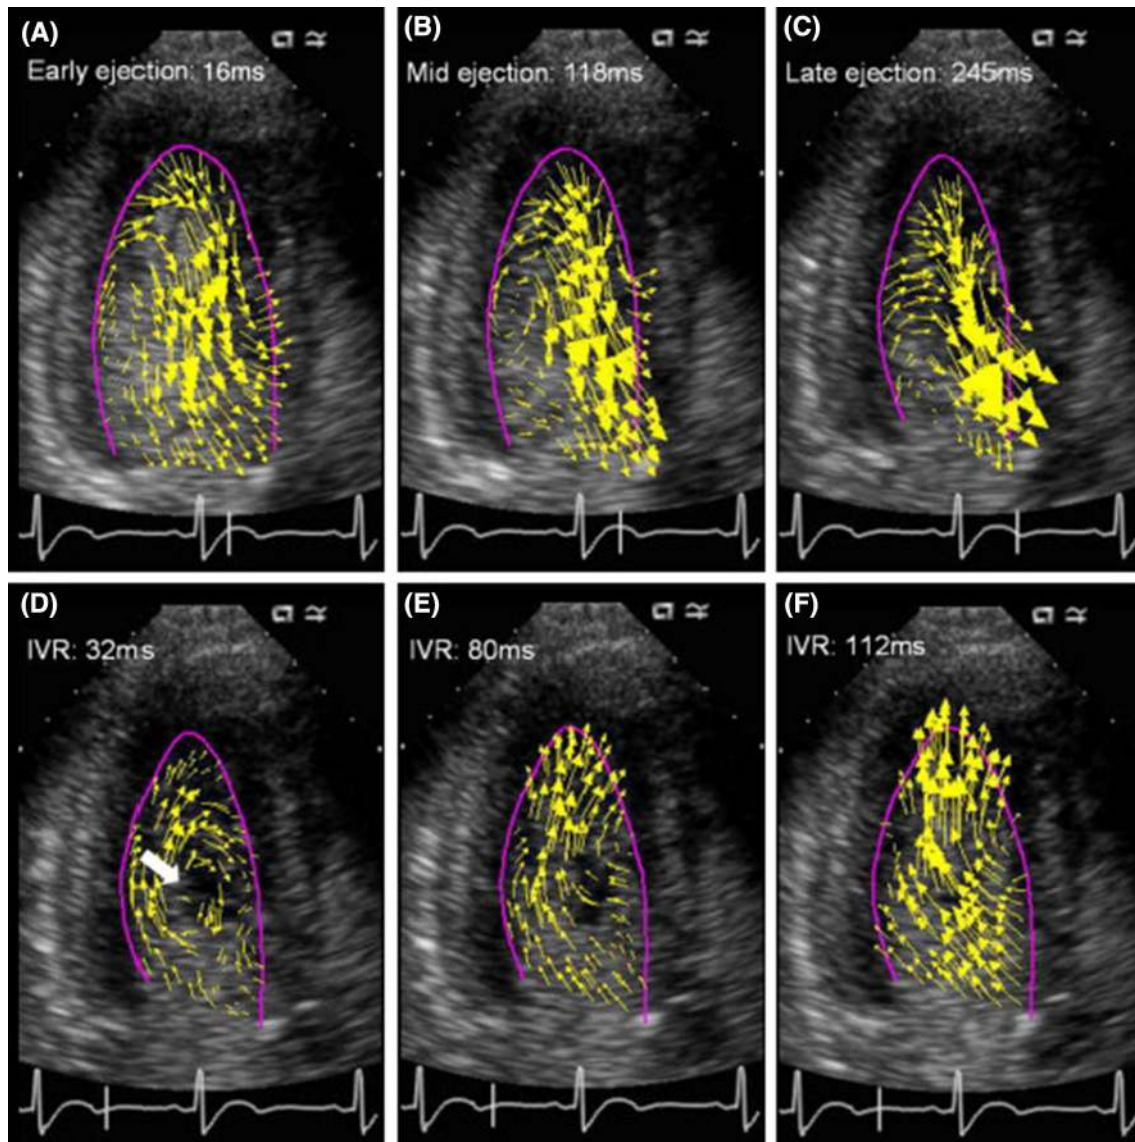 (A)
Early ejection: 16ms
(B)
Mid ejection: 118ms
(C)
Late ejection: 245ms
(D)
IVR: 32ms
(E)
IVR: 80ms
(F)
IVR: 112ms